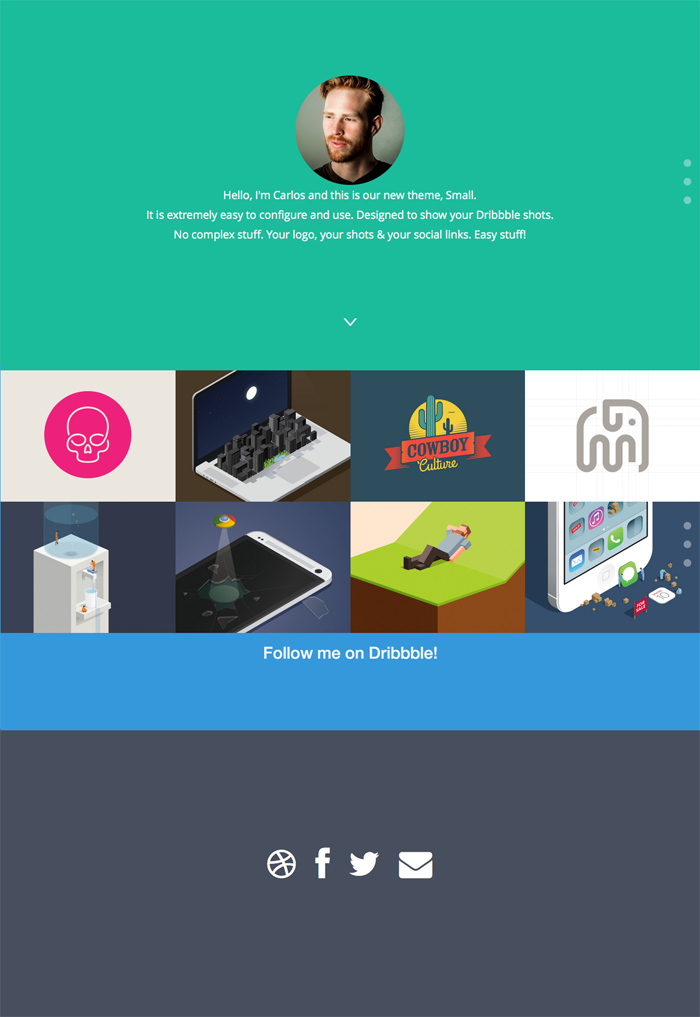 Hello, I'm Carlos and this is our new theme, Small.
It is extremely easy to configure and use. Designed to show your Dribbble shots.
No complex stuff. Your logo, your shots & your social links. Easy stuff!
COWBOY
Culture
FOR
SALE
Follow me on Dribbble!